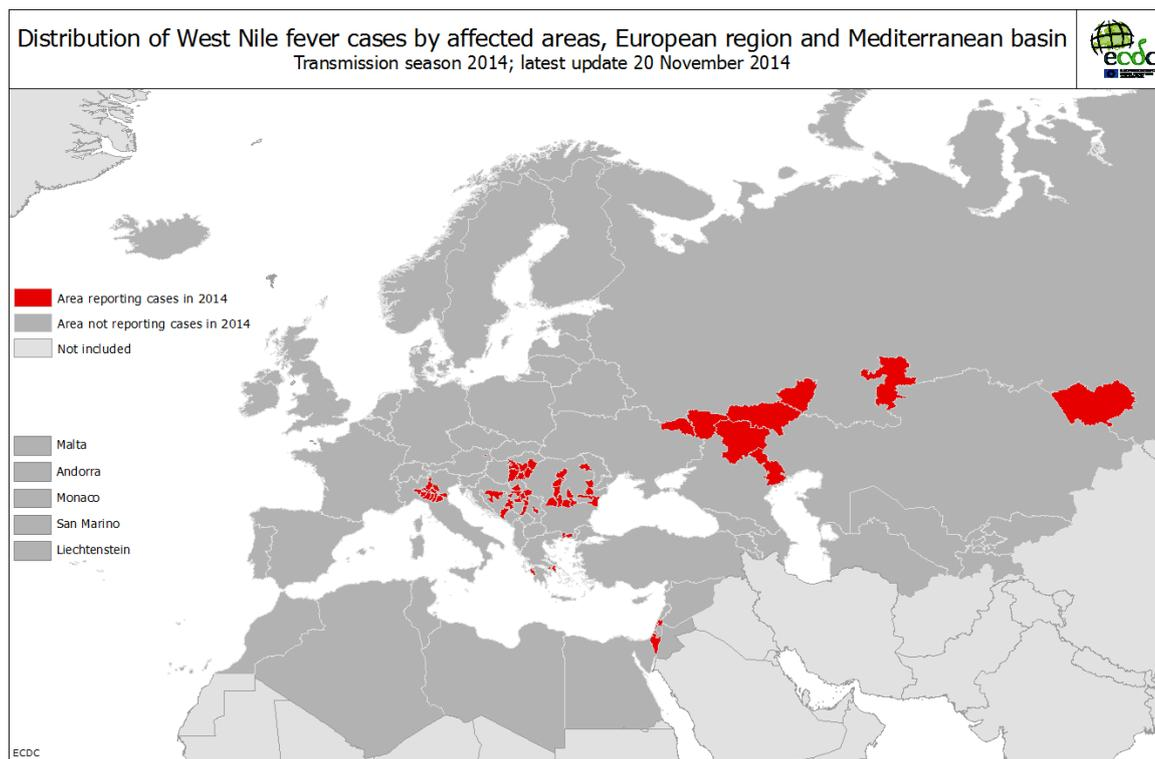 Distribution of West Nile fever cases by affected areas, European region and Mediterranean basin
Transmission season 2014; latest update 20 November 2014
ecdc
Area reporting cases in 2014
Area not reporting cases in 2014
Not included
Malta
Andorra
Monaco
San Marino
Liechtenstein
ECDC